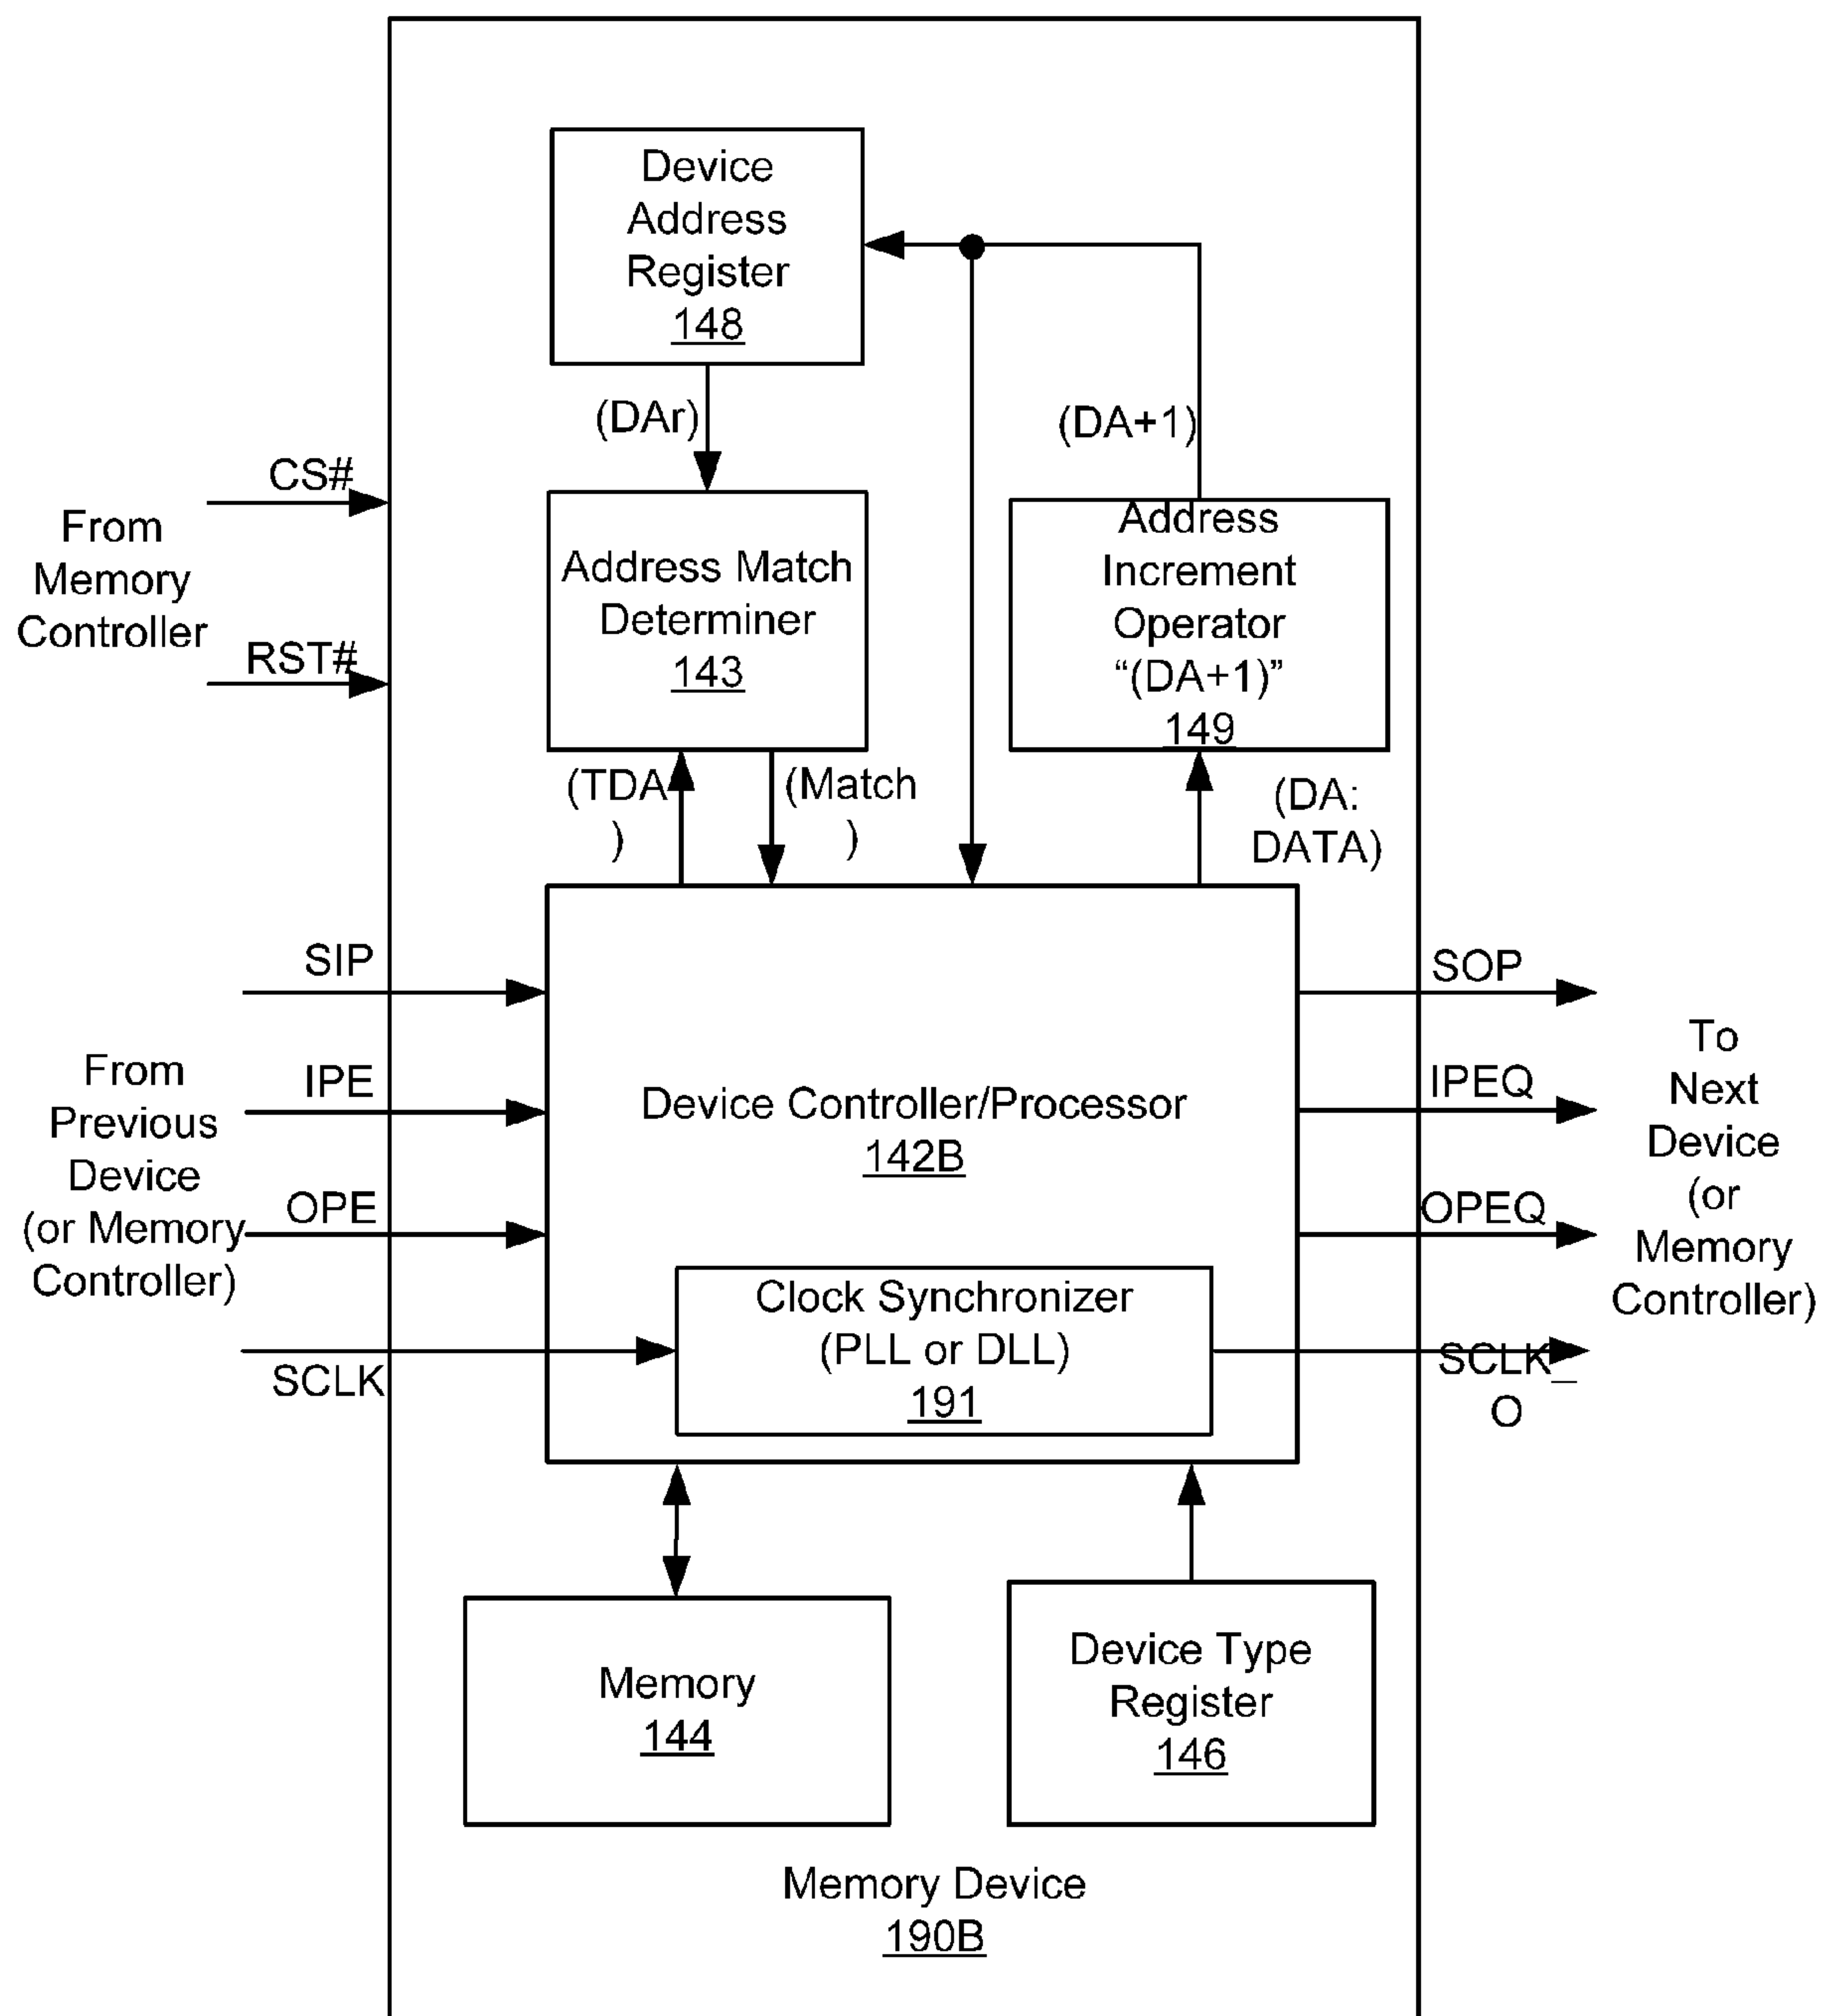 Device
Address
Register
148
(DAr)
(DA+1)
CS#
From
Memory
Controller
RST#
Address Match
Determiner
143
Address
Increment
Operator
“(DA+1)”
149
(TDA
)
(Match
)
(DA:
DATA)
SIP
From
Previous
Device
(or Memory
Controller)
IPE
OPE
SCLK
Device Controller/Processor
142B
Clock Synchronizer
(PLL or DLL)
191
SOP
IPEQ
OPEQ
SCLK_
O
To
Next
Device
(or
Memory
Controller)
Memory
144
Device Type
Register
146
Memory Device
190B